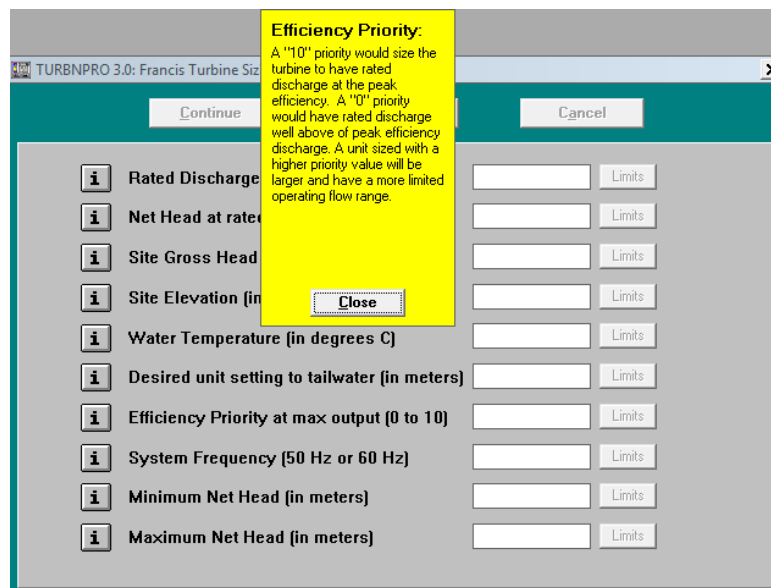 Efficiency Priority:
A "10" priority would size the
turbine to have rated
discharge at the peak
efficiency. A "0" priority
would have rated discharge
well above of peak efficiency
discharge. A unit sized with a
higher priority value will be
larger and have a more limited
operating flow range.
Close
TURBNPRO 3.0: Francis Turbine Siz
Continue
Cancel
i Rated Discharge Limits
i Net Head at rated Limits
i Site Gross Head Limits
i Site Elevation (in Limits
i Water Temperature (in degrees C) Limits
i Desired unit setting to tailwater (in meters) Limits
i Efficiency Priority at max output (0 to 10) Limits
i System Frequency (50 Hz or 60 Hz) Limits
i Minimum Net Head (in meters) Limits
i Maximum Net Head (in meters) Limits